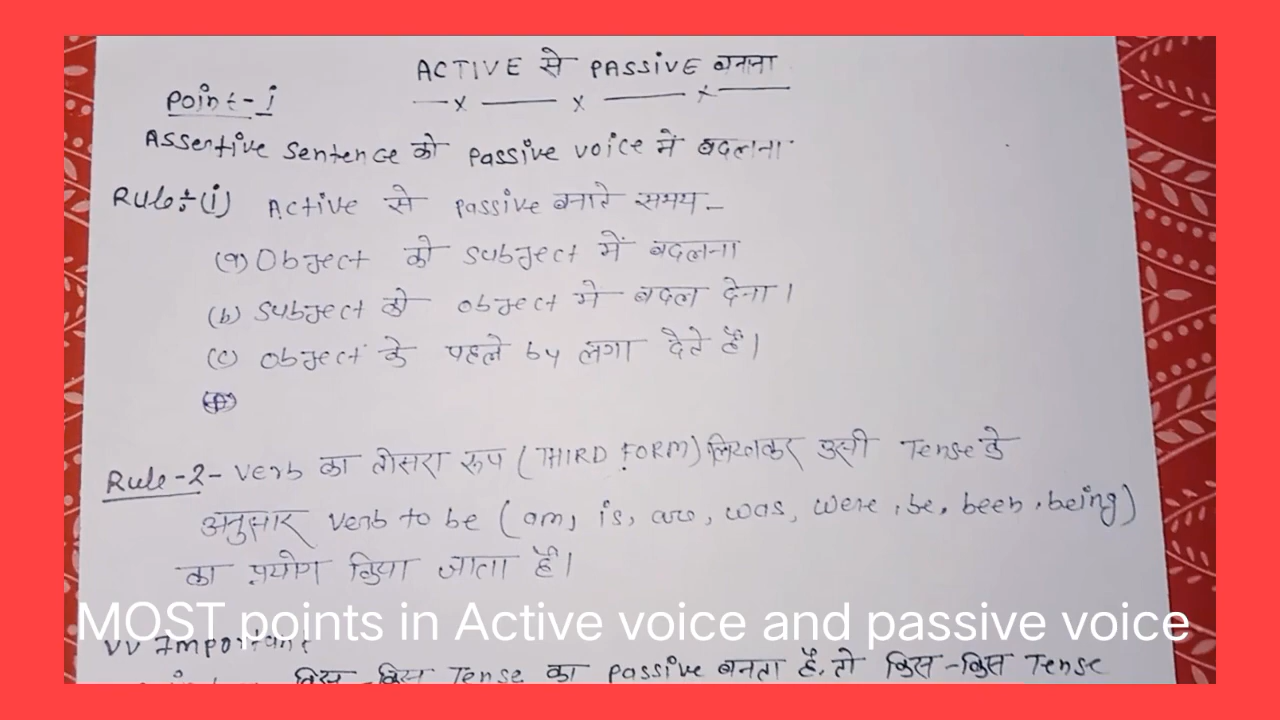 ACTIVE से PASSIVE बनाना
Point-i
Assertive sentence को passive voice में बदलना
Rule:-(i) Active से passive बनाते समय-
(a) Object को subject में बदलना
(b) subject को object में बदल देना।
(c) object के पहले by लगा देते हैं।
Rule-2- verb का तीसरा रूप (THIRD FORM) लिखकर उसी Tense के
अनुसार verb to be (am, is, are, was, were, be, been, being)
का प्रयोग किया जाता है।
MOST points in Active voice and passive voice
VV Important
किस-किस Tense का passive बनता है, तो किस-किस Tense